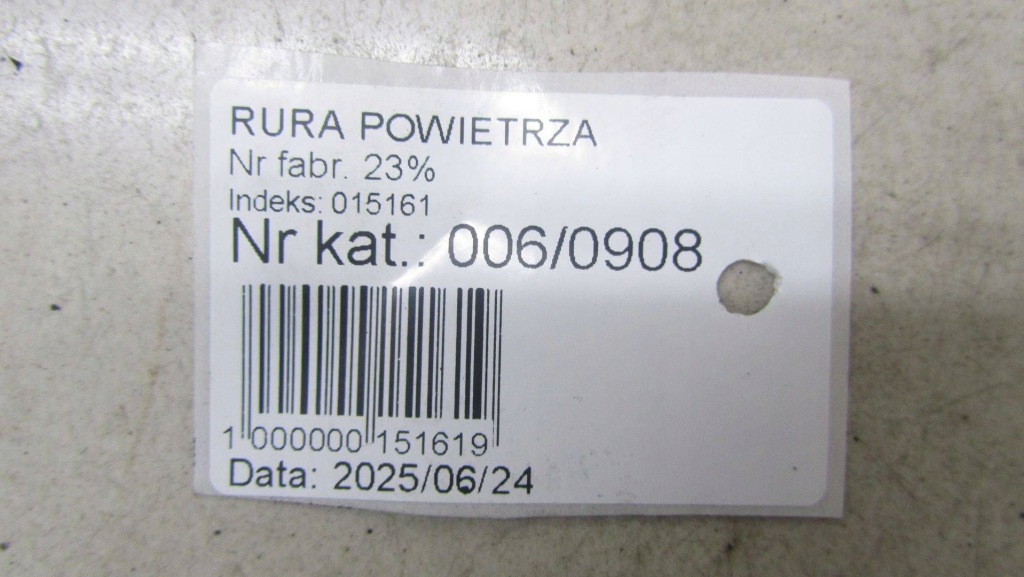 RURA POWIETRZA
Nr fabr. 23%
Indeks: 015161
Nr kat.: 006/0908
1 000000 151619
Data: 2025/06/24